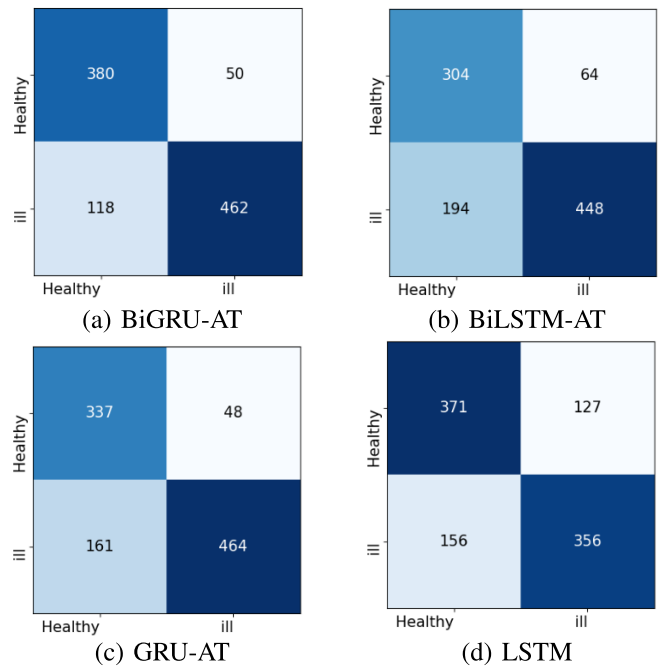 Healthy
380 50
ill
118 462
Healthy ill
(a) BiGRU-AT
Healthy
304 64
ill
194 448
Healthy ill
(b) BiLSTM-AT
Healthy
337 48
ill
161 464
Healthy ill
(c) GRU-AT
Healthy
371 127
ill
156 356
Healthy ill
(d) LSTM